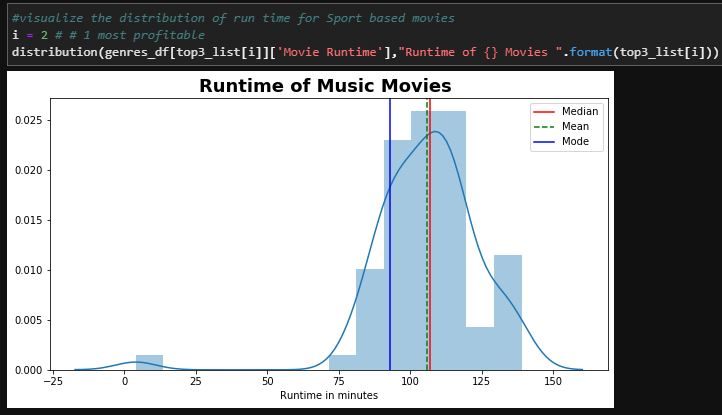 #visualize the distribution of run time for Sport based movies
i = 2 # # 1 most profitable
distribution(genres_df[top3_list[i]]['Movie Runtime'],"Runtime of {} Movies ".format(top3_list[i]))
Runtime of Music Movies
Median
Mean
Mode
0.025
0.020
0.015
0.010
0.005
0.000
−25 0 25 50 75 100 125 150
Runtime in minutes